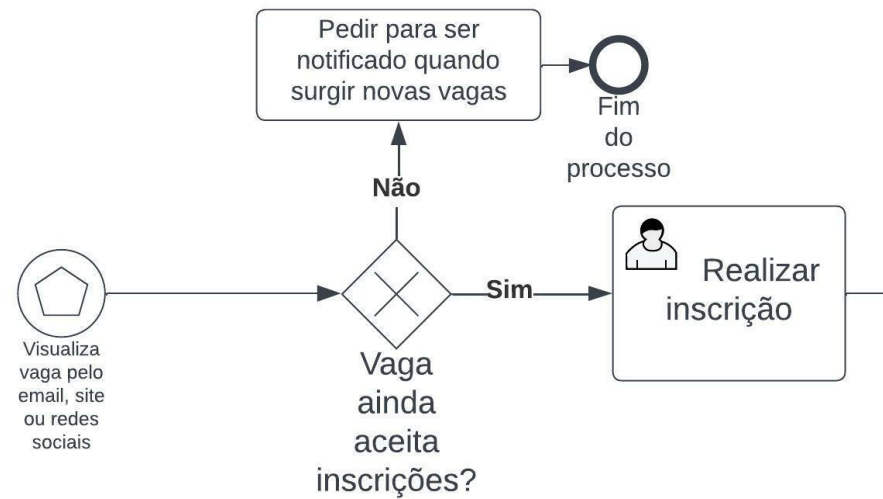 Pedir para ser
notificado quando
surgir novas vagas
Fim
do
processo
Não
Sim
Realizar
inscrição
Visualiza
vaga pelo
email, site
ou redes
sociais
Vaga
ainda
aceita
inscrições?